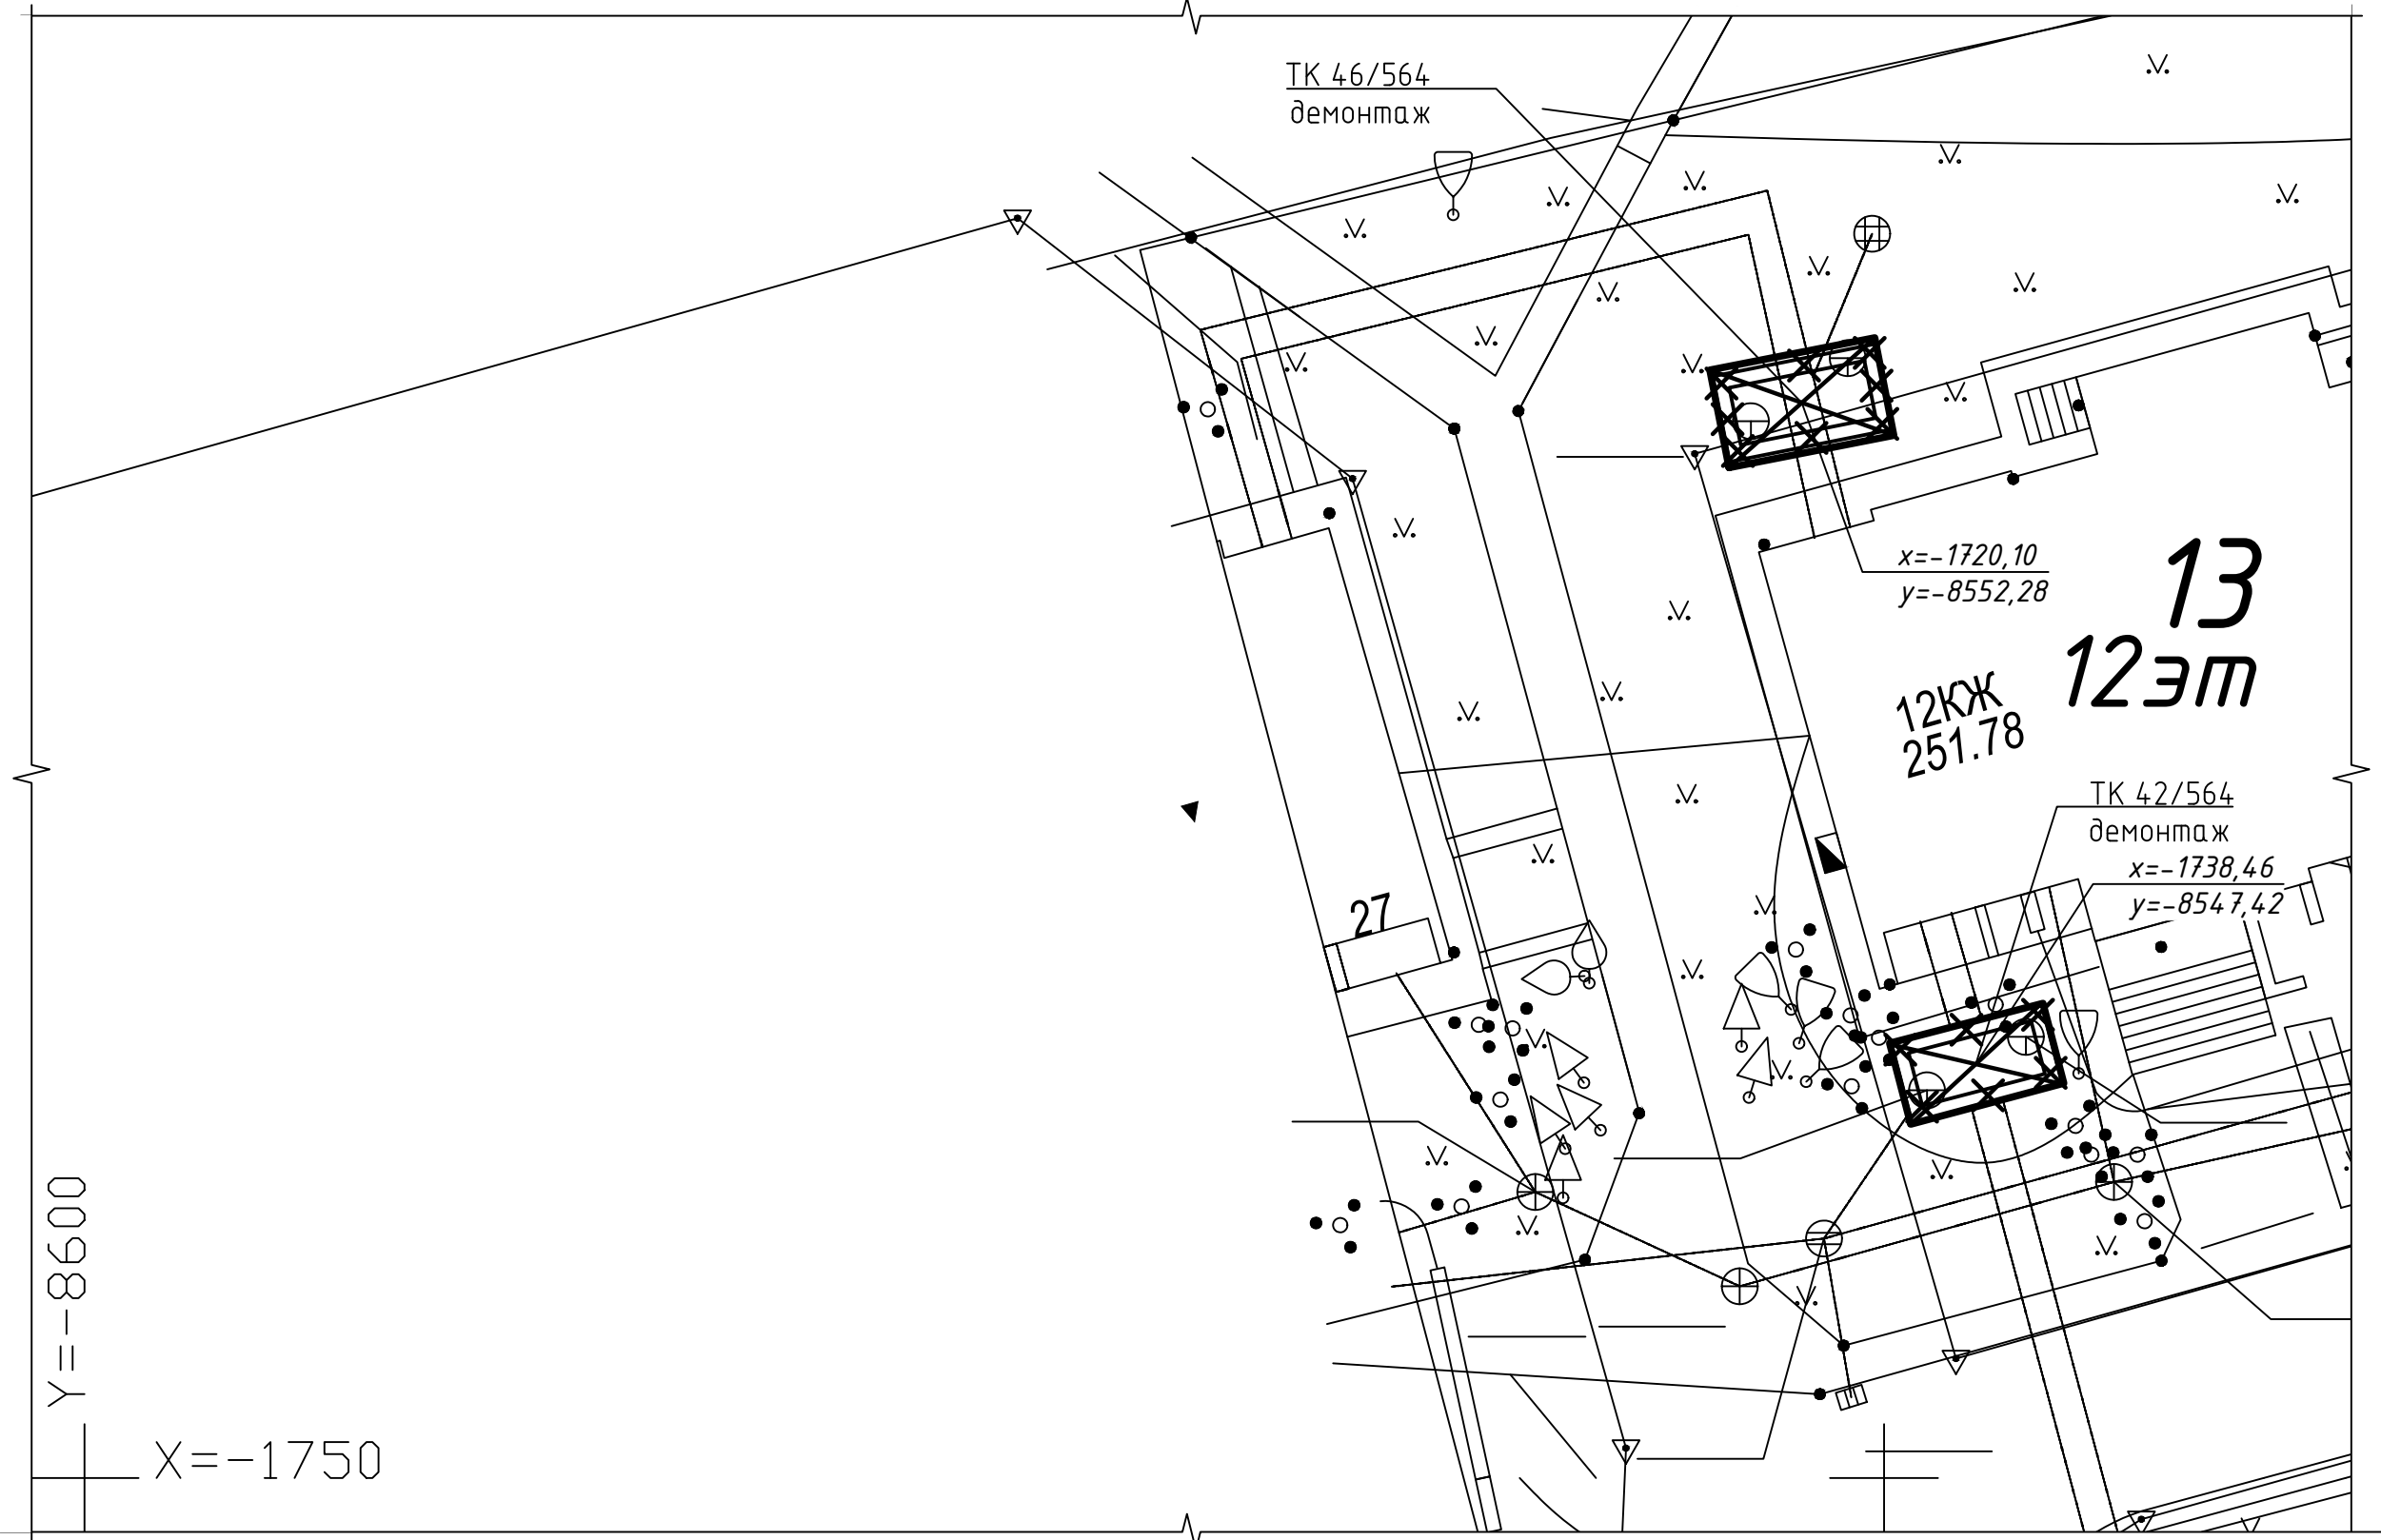 ТК 46/564
демонтаж
x=-1720,10
y=-8552,28
13
12эт
12КЖ
251.78
ТК 42/564
демонтаж
x=-1738,46
y=-8547,42
27
Y=-8600
X=-1750